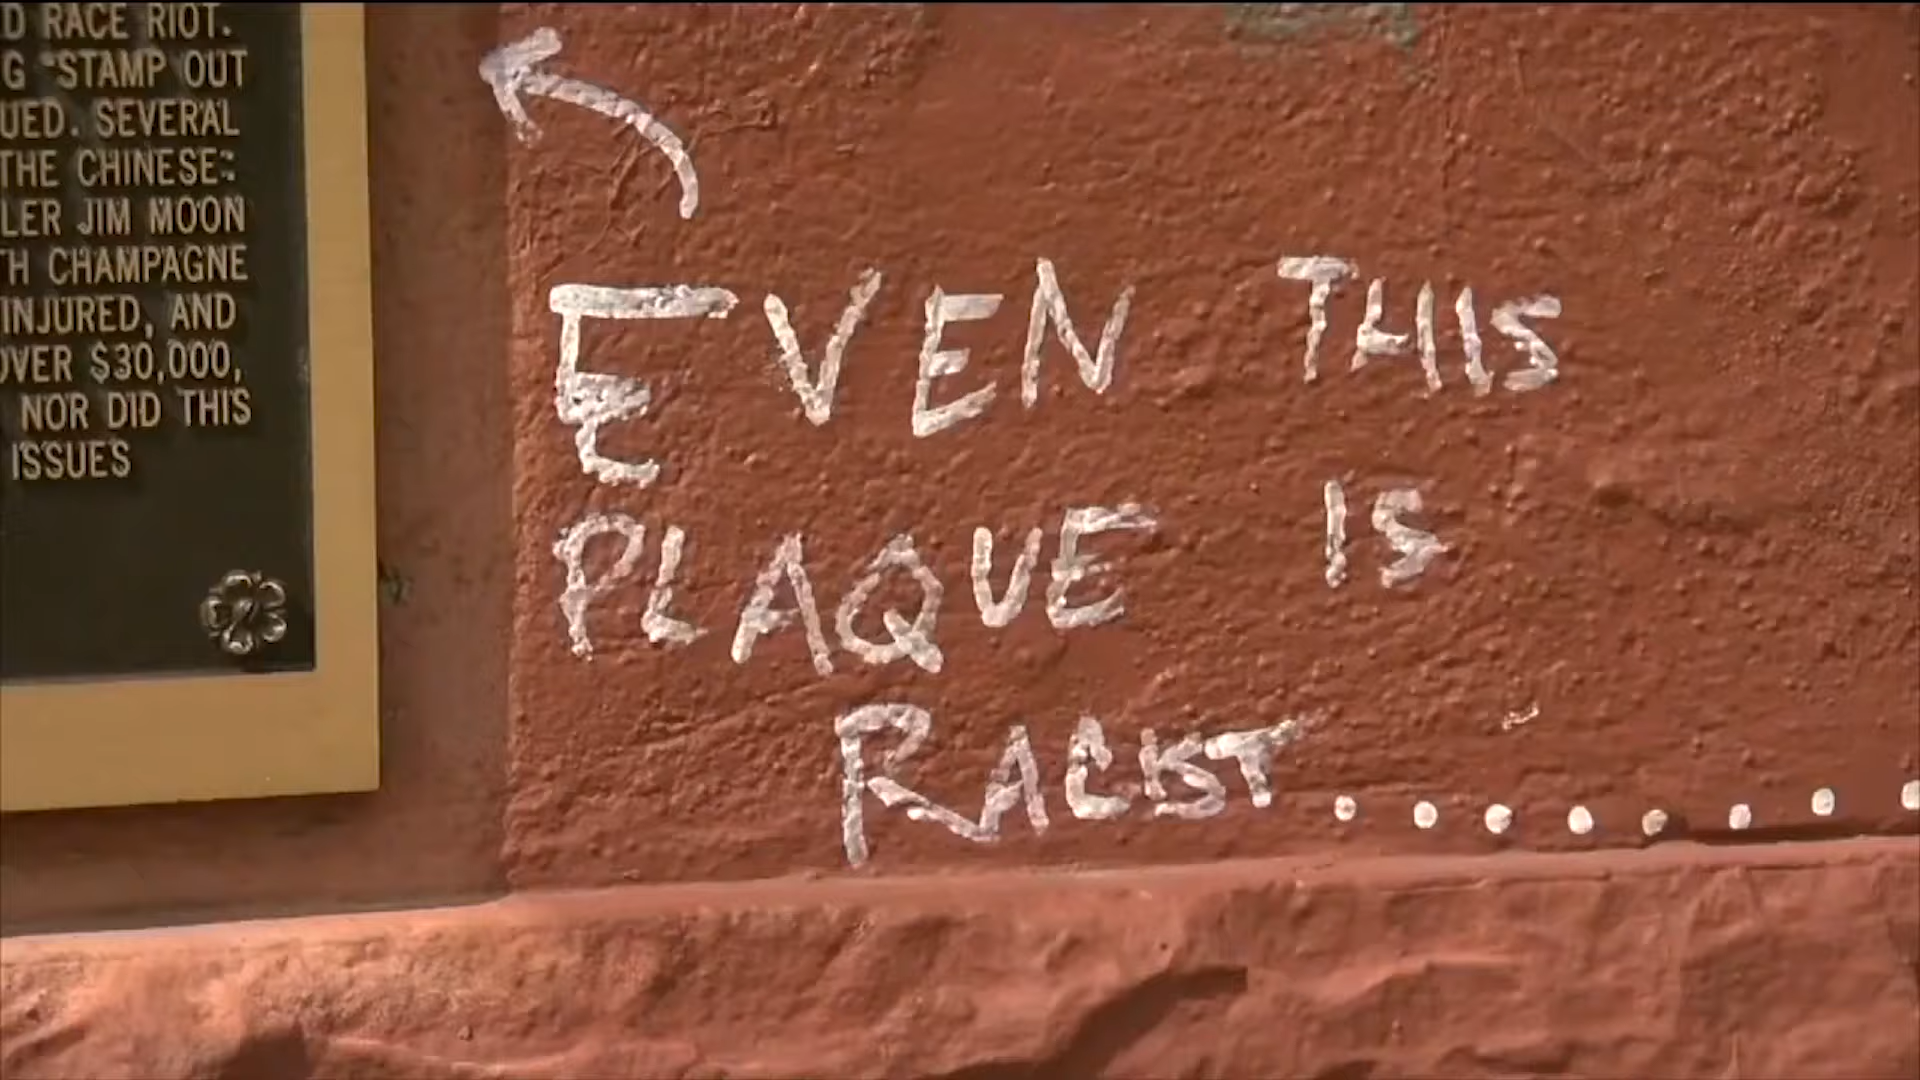 D RACE RIOT.
G "STAMP OUT
UED. SEVERAL
THE CHINESE:
LER JIM MOON
TH CHAMPAGNE
INJURED, AND
OVER $30,000,
NOR DID THIS
ISSUES
EVEN THIS
PLAQUE IS
RACIST........